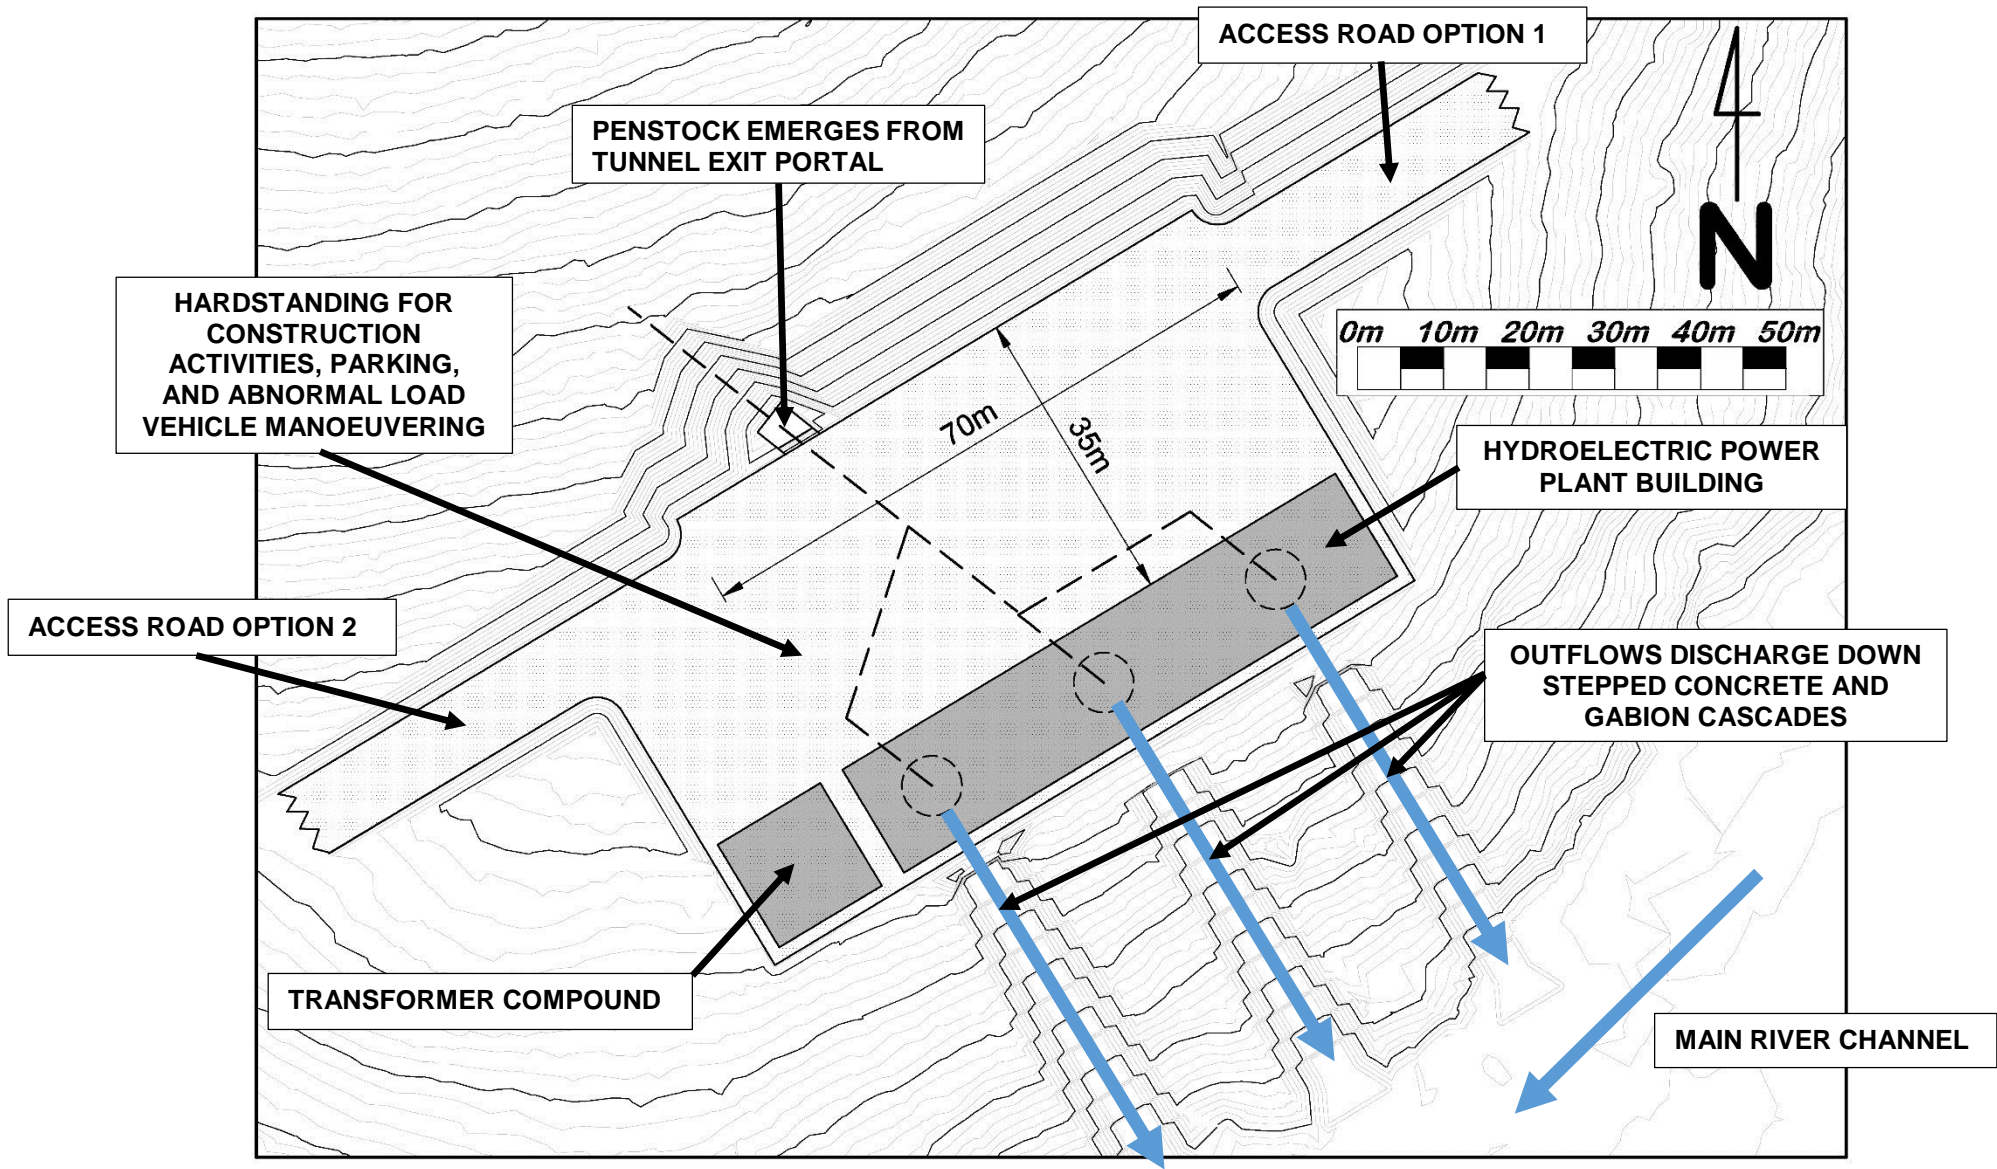 ACCESS ROAD OPTION 1
PENSTOCK EMERGES FROM
TUNNEL EXIT PORTAL
N
HARDSTANDING FOR
CONSTRUCTION
ACTIVITIES, PARKING,
AND ABNORMAL LOAD
VEHICLE MANOEUVERING
0m 10m 20m 30m 40m 50m
70m
35m
HYDROELECTRIC POWER
PLANT BUILDING
ACCESS ROAD OPTION 2
OUTFLOWS DISCHARGE DOWN
STEPPED CONCRETE AND
GABION CASCADES
TRANSFORMER COMPOUND
MAIN RIVER CHANNEL